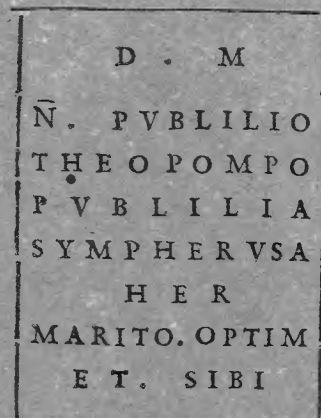 D . M
N̄. PVBLILIO
THEOPOMPO
PVBLILIA
SYMPHERVSA
HER
MARITO. OPTIM
ET. SIBI